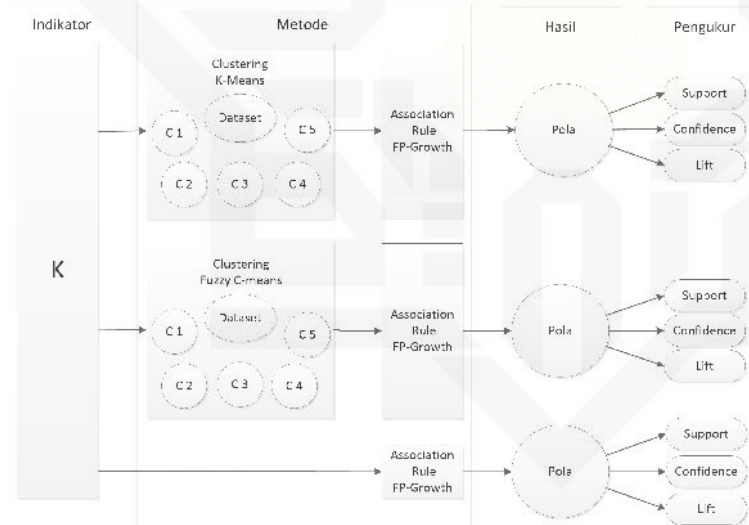 Indikator
Metode
Hasil
Pengukur
K
Clustering
K-Means
Dataset
C 1
C 5
C 2
C 3
C 4
Association
Rule
FP-Growth
Pola
Support
Confidence
Lift
Clustering
Fuzzy C-means
Dataset
C 1
C 5
C 2
C 3
C 4
Association
Rule
FP-Growth
Pola
Support
Confidence
Lift
Association
Rule
FP-Growth
Pola
Support
Confidence
Lift